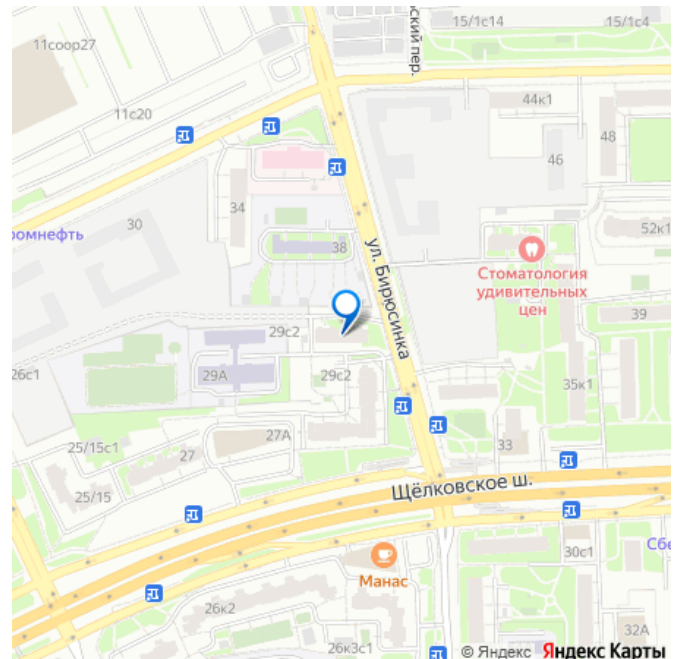 11соор27
15/1с14
15/1с4
ский пер.
11с20
44к1
48
46
34
30
ромнефть
38
52к1
ул. Бирюсинка
Стоматология
удивительных
цен
39
29с2
26с1
29А
29с2
35к1
27А
25/15с1
27
33
25/15
Щёлковское ш.
30с1
Сбе
Манас
26к2
32А
26к3с1
© Яндекс Яндекс Карты